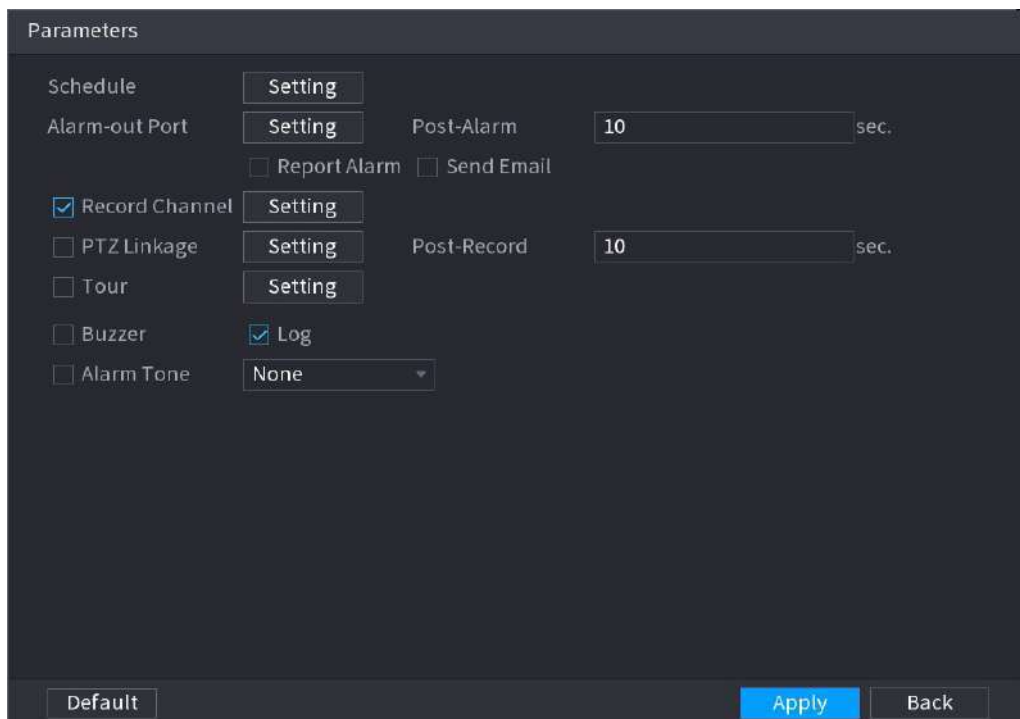 Parameters
Schedule Setting
Alarm-out Port Setting Post-Alarm 10 sec.
Report Alarm Send Email
Record Channel Setting
PTZ Linkage Setting Post-Record 10 sec.
Tour Setting
Buzzer Log
Alarm Tone None
Default Apply Back